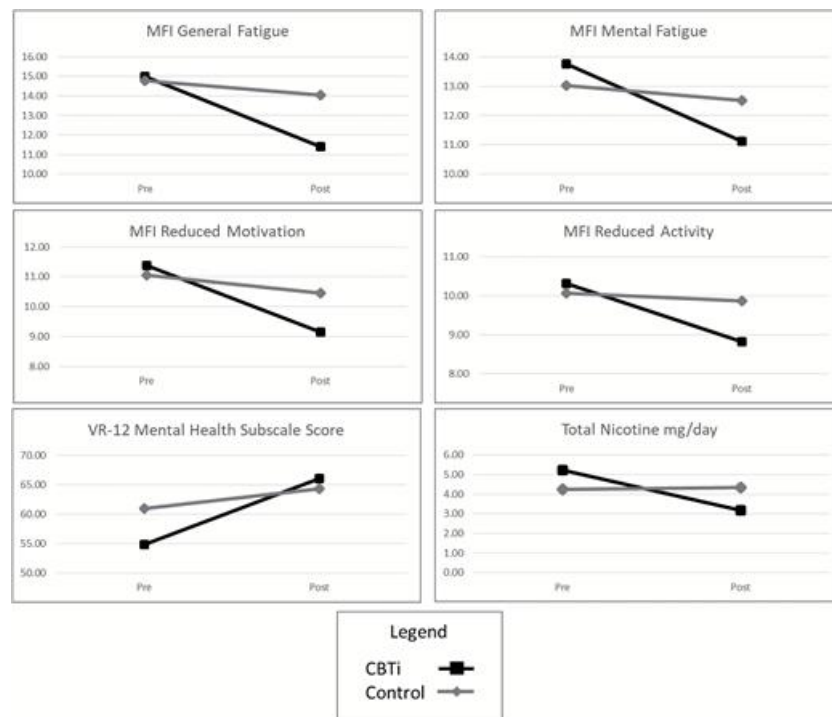 MFI General Fatigue
16.00
15.00
14.00
13.00
12.00
11.00
10.00
Pre Post
MFI Mental Fatigue
14.00
13.00
12.00
11.00
10.00
Pre Post
MFI Reduced Motivation
12.00
11.00
10.00
9.00
8.00
Pre Post
MFI Reduced Activity
11.00
10.00
9.00
8.00
Pre Post
VR-12 Mental Health Subscale Score
70.00
65.00
60.00
55.00
50.00
Pre Post
Total Nicotine mg/day
6.00
5.00
4.00
3.00
2.00
1.00
0.00
Pre Post
Legend
CBTi
Control